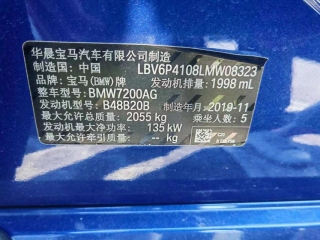 华晨宝马汽车有限公司制造
制造国：中国 LBV6P4108LMW08323
品牌：宝马(BMW)牌 发动机排量：1998 mL
整车型号：BMW7200AG
发动机型号：B48B20B 制造年月：2019-11
最大允许总质量：2055 kg 乘坐人数：5
发动机最大净功率：135 kW
最大允许牵引质量：-- kg